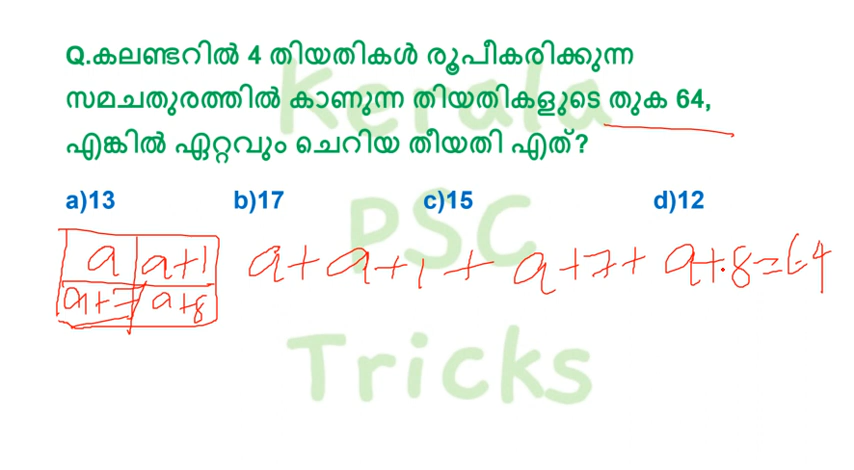 Q.കലണ്ടറിൽ 4 തിയതികൾ രൂപീകരിക്കുന്ന
സമചതുരത്തിൽ കാണുന്ന തിയതികളുടെ തുക 64,
എങ്കിൽ ഏറ്റവും ചെറിയ തീയതി ഏത്?
a)13 b)17 c)15 d)12
a a+1
a+7 a+8
a+a+1+a+7+a+8=64
Kerala
PSC
Tricks